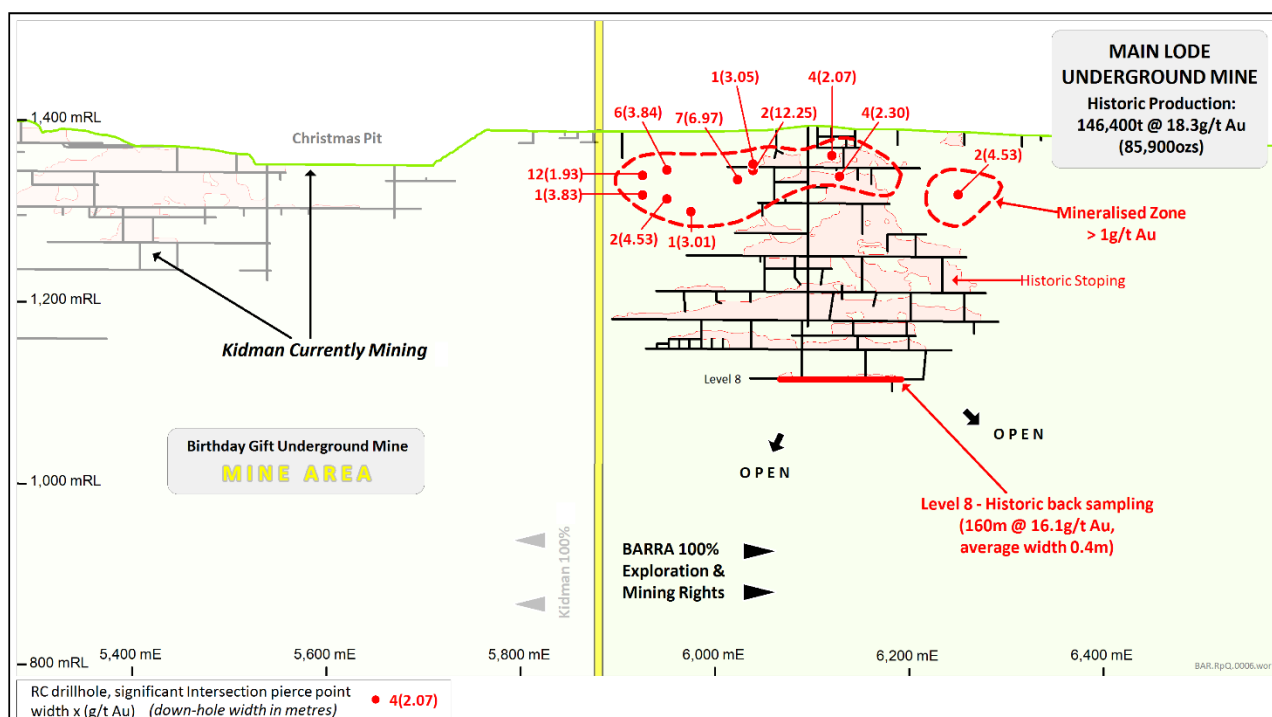 MAIN LODE
UNDERGROUND MINE
Historic Production:
146,400t @ 18.3g/t Au
(85,900ozs)
1(3.05)
4(2.07)
6(3.84)
7(6.97)
2(12.25)
4(2.30)
1,400 mRL
Christmas Pit
2(4.53)
12(1.93)
1(3.83)
Mineralised Zone
> 1g/t Au
2(4.53)
1(3.01)
Historic Stoping
1,200 mRL
Kidman Currently Mining
Level 8
OPEN
OPEN
Birthday Gift Underground Mine
MINE AREA
1,000 mRL
Level 8 - Historic back sampling
(160m @ 16.1g/t Au,
average width 0.4m)
Kidman 100%
BARRA 100%
Exploration &
Mining Rights
800 mRL
5,400 mE
5,600 mE
5,800 mE
6,000 mE
6,200 mE
6,400 mE
BAR.RpQ.0006.wor
RC drillhole, significant Intersection pierce point
width x (g/t Au) (down-hole width in metres)
4(2.07)